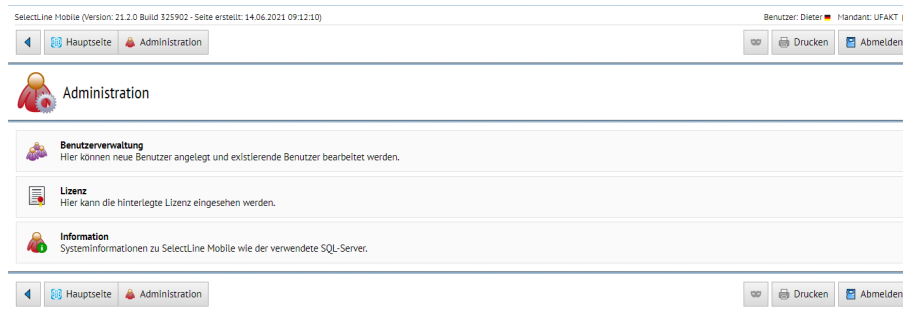 SelectLine Mobile (Version: 21.2.0 Build 325902 - Seite erstellt: 14.06.2021 09:12:10) Benutzer: Dieter Mandant: UFAKT
Hauptseite Administration Drucken Abmelden
Administration
Benutzerverwaltung
Hier können neue Benutzer angelegt und existierende Benutzer bearbeitet werden.
Lizenz
Hier kann die hinterlegte Lizenz eingesehen werden.
Information
Systeminformationen zu SelectLine Mobile wie der verwendete SQL-Server.
Hauptseite Administration Drucken Abmelden